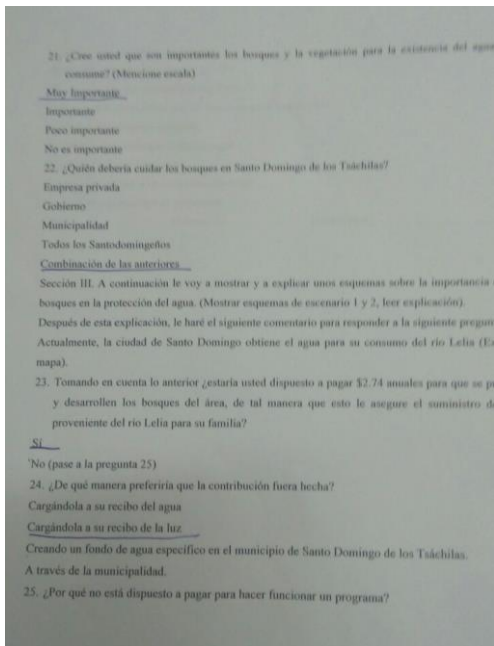 21. ¿Cree usted que son importantes los bosques y la vegetación para la existencia del agua
consume? (Mencione escala)
Muy Importante
Importante
Poco importante
No es importante
22. ¿Quién debería cuidar los bosques en Santo Domingo de los Tsáchilas?
Empresa privada
Gobierno
Municipalidad
Todos los Santodomingeños
Combinación de las anteriores
Sección III. A continuación le voy a mostrar y a explicar unos esquemas sobre la importancia
bosques en la protección del agua. (Mostrar esquemas de escenario 1 y 2, leer explicación).
Después de esta explicación, le haré el siguiente comentario para responder a la siguiente
Actualmente, la ciudad de Santo Domingo obtiene el agua para su consumo del río Lelia
mapa).
23. Tomando en cuenta lo anterior ¿estaría usted dispuesto a pagar $2.74 anuales para que se
y desarrollen los bosques del área, de tal manera que esto le asegure el suministro
proveniente del río Lelia para su familia?
Sí
No (pase a la pregunta 25)
24. ¿De qué manera preferiría que la contribución fuera hecha?
Cargándola a su recibo del agua
Cargándola a su recibo de la luz
Creando un fondo de agua específico en el municipio de Santo Domingo de los Tsáchilas.
A través de la municipalidad.
25. ¿Por qué no está dispuesto a pagar para hacer funcionar un programa?